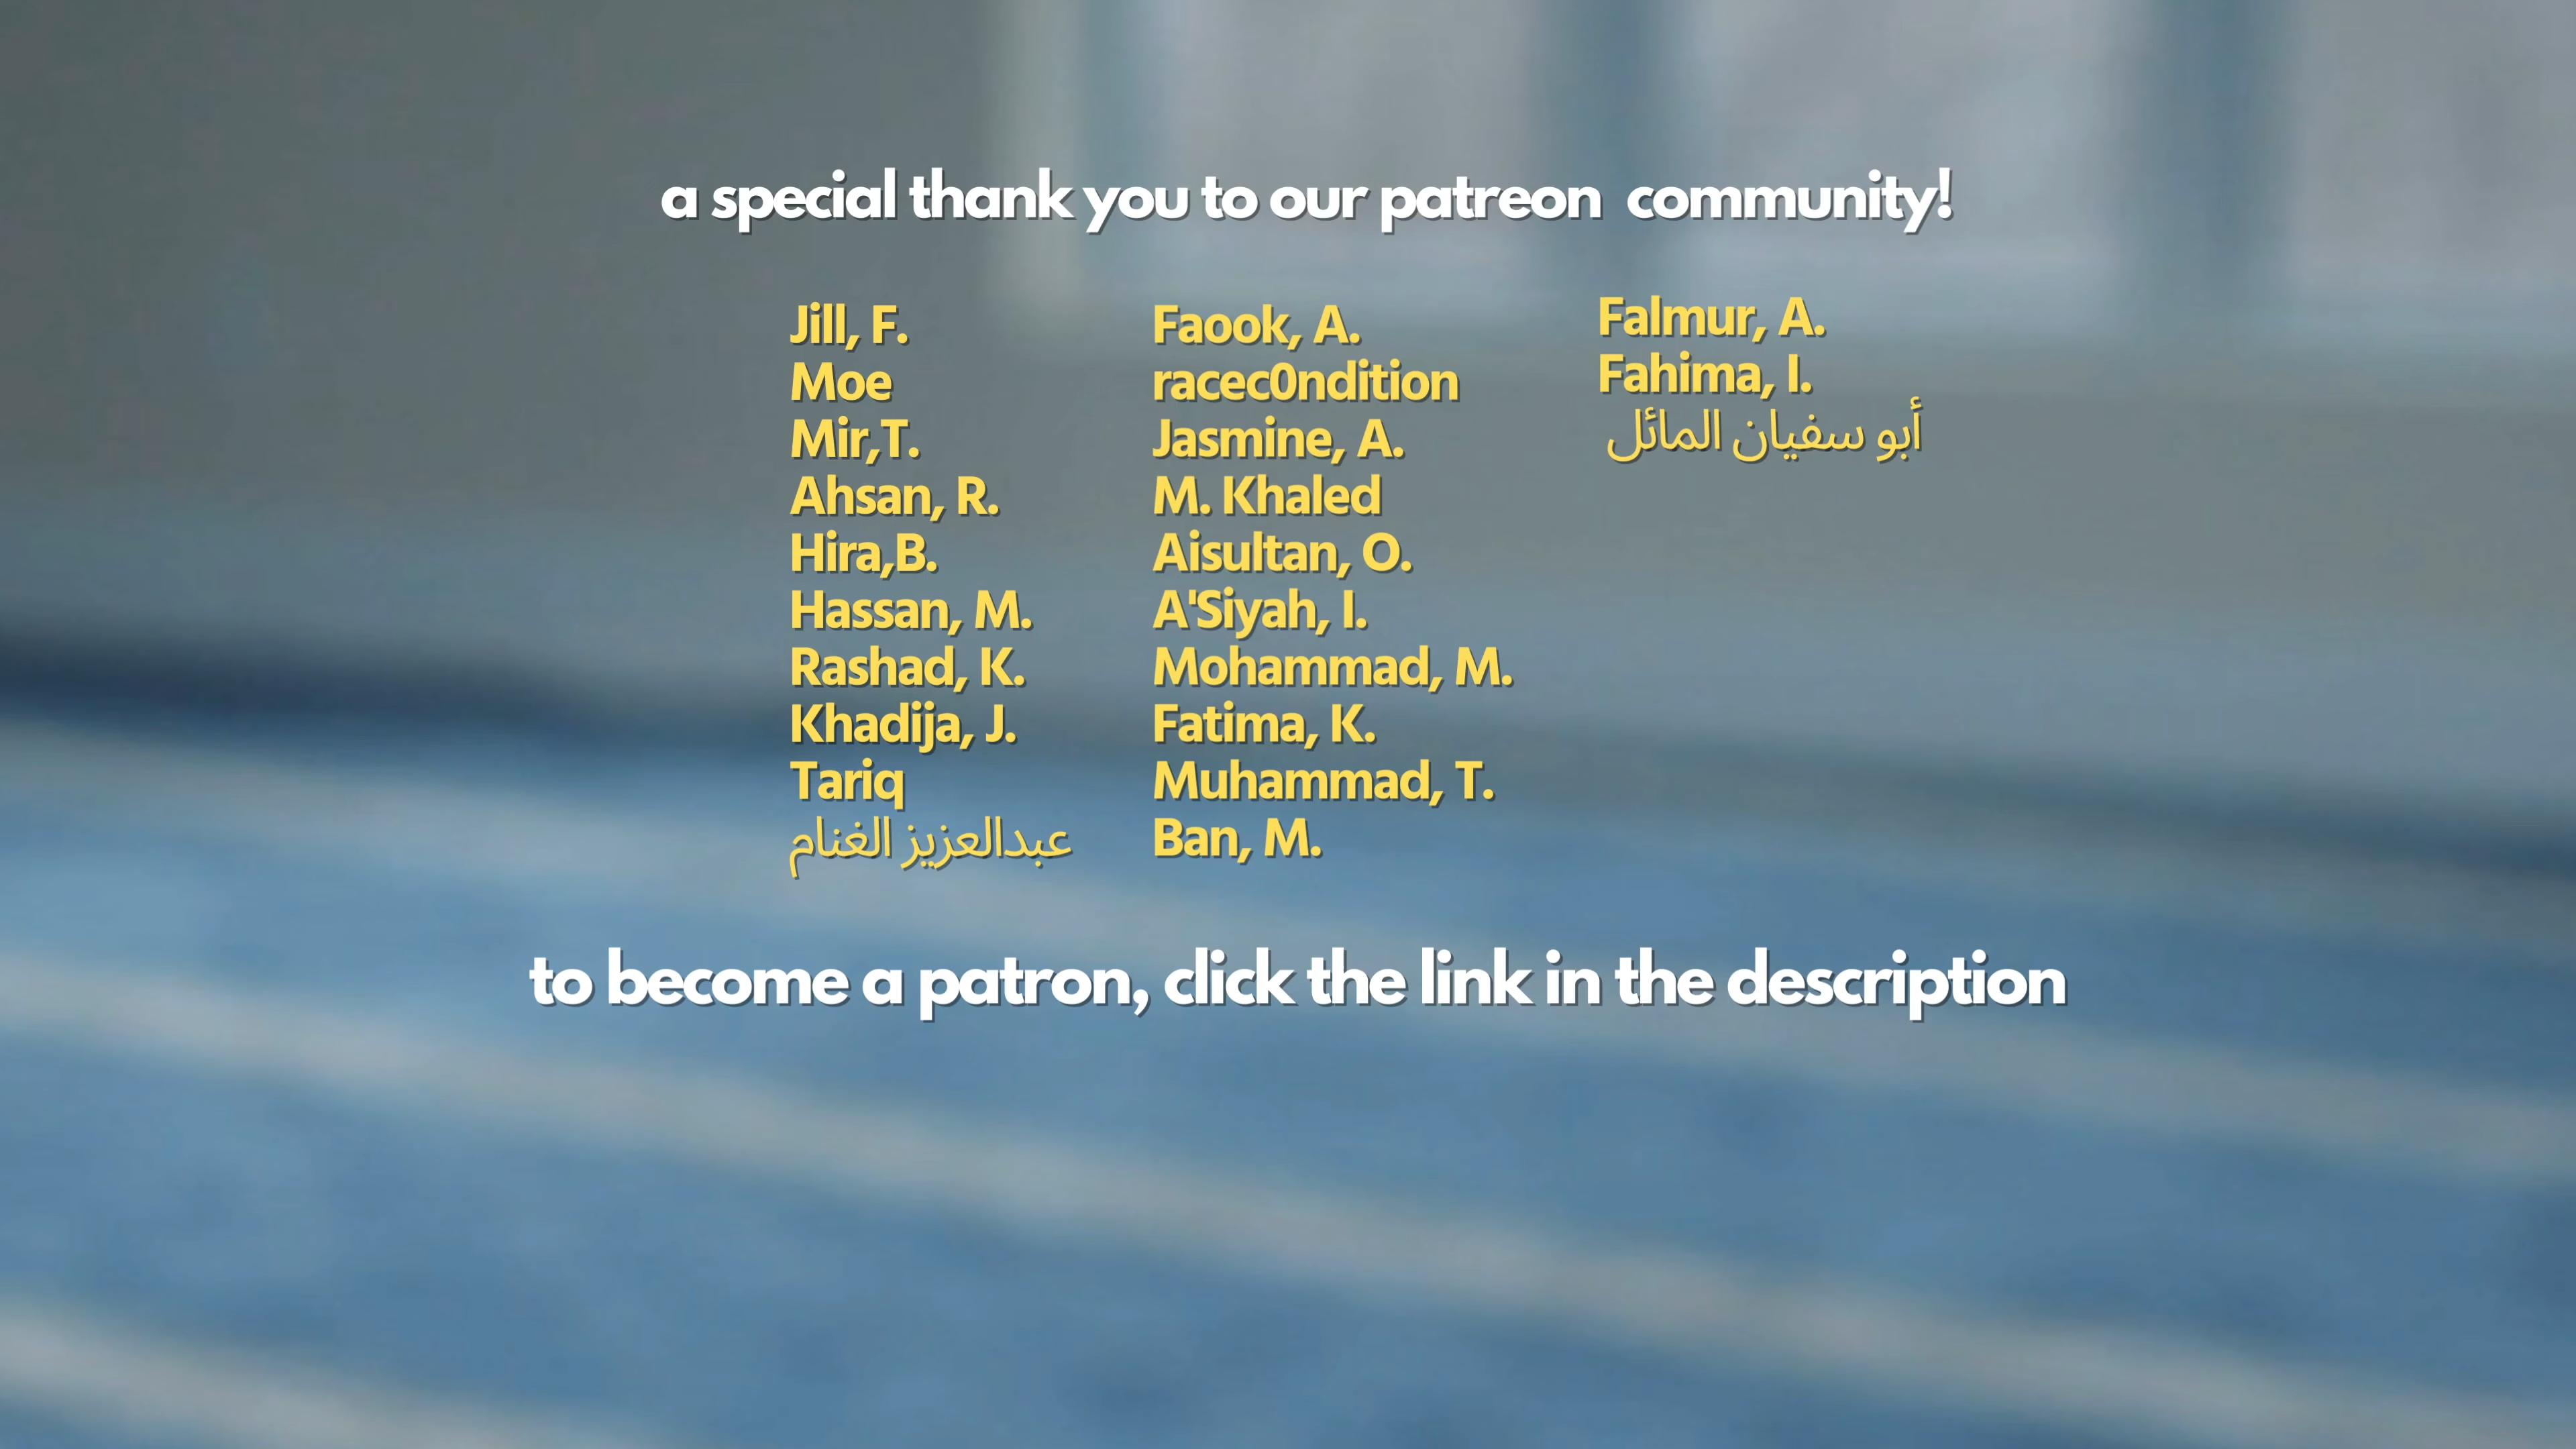 a special thank you to our patreon community!
Jill, F.
Moe
Mir,T.
Ahsan, R.
Hira,B.
Hassan, M.
Rashad, K.
Khadija, J.
Tariq
عبدالعزيز الغنام
Faook, A.
racec0ndition
Jasmine, A.
M. Khaled
Aisultan, O.
A'Siyah, I.
Mohammad, M.
Fatima, K.
Muhammad, T.
Ban, M.
Falmur, A.
Fahima, I.
أبو سفيان المائل
to become a patron, click the link in the description